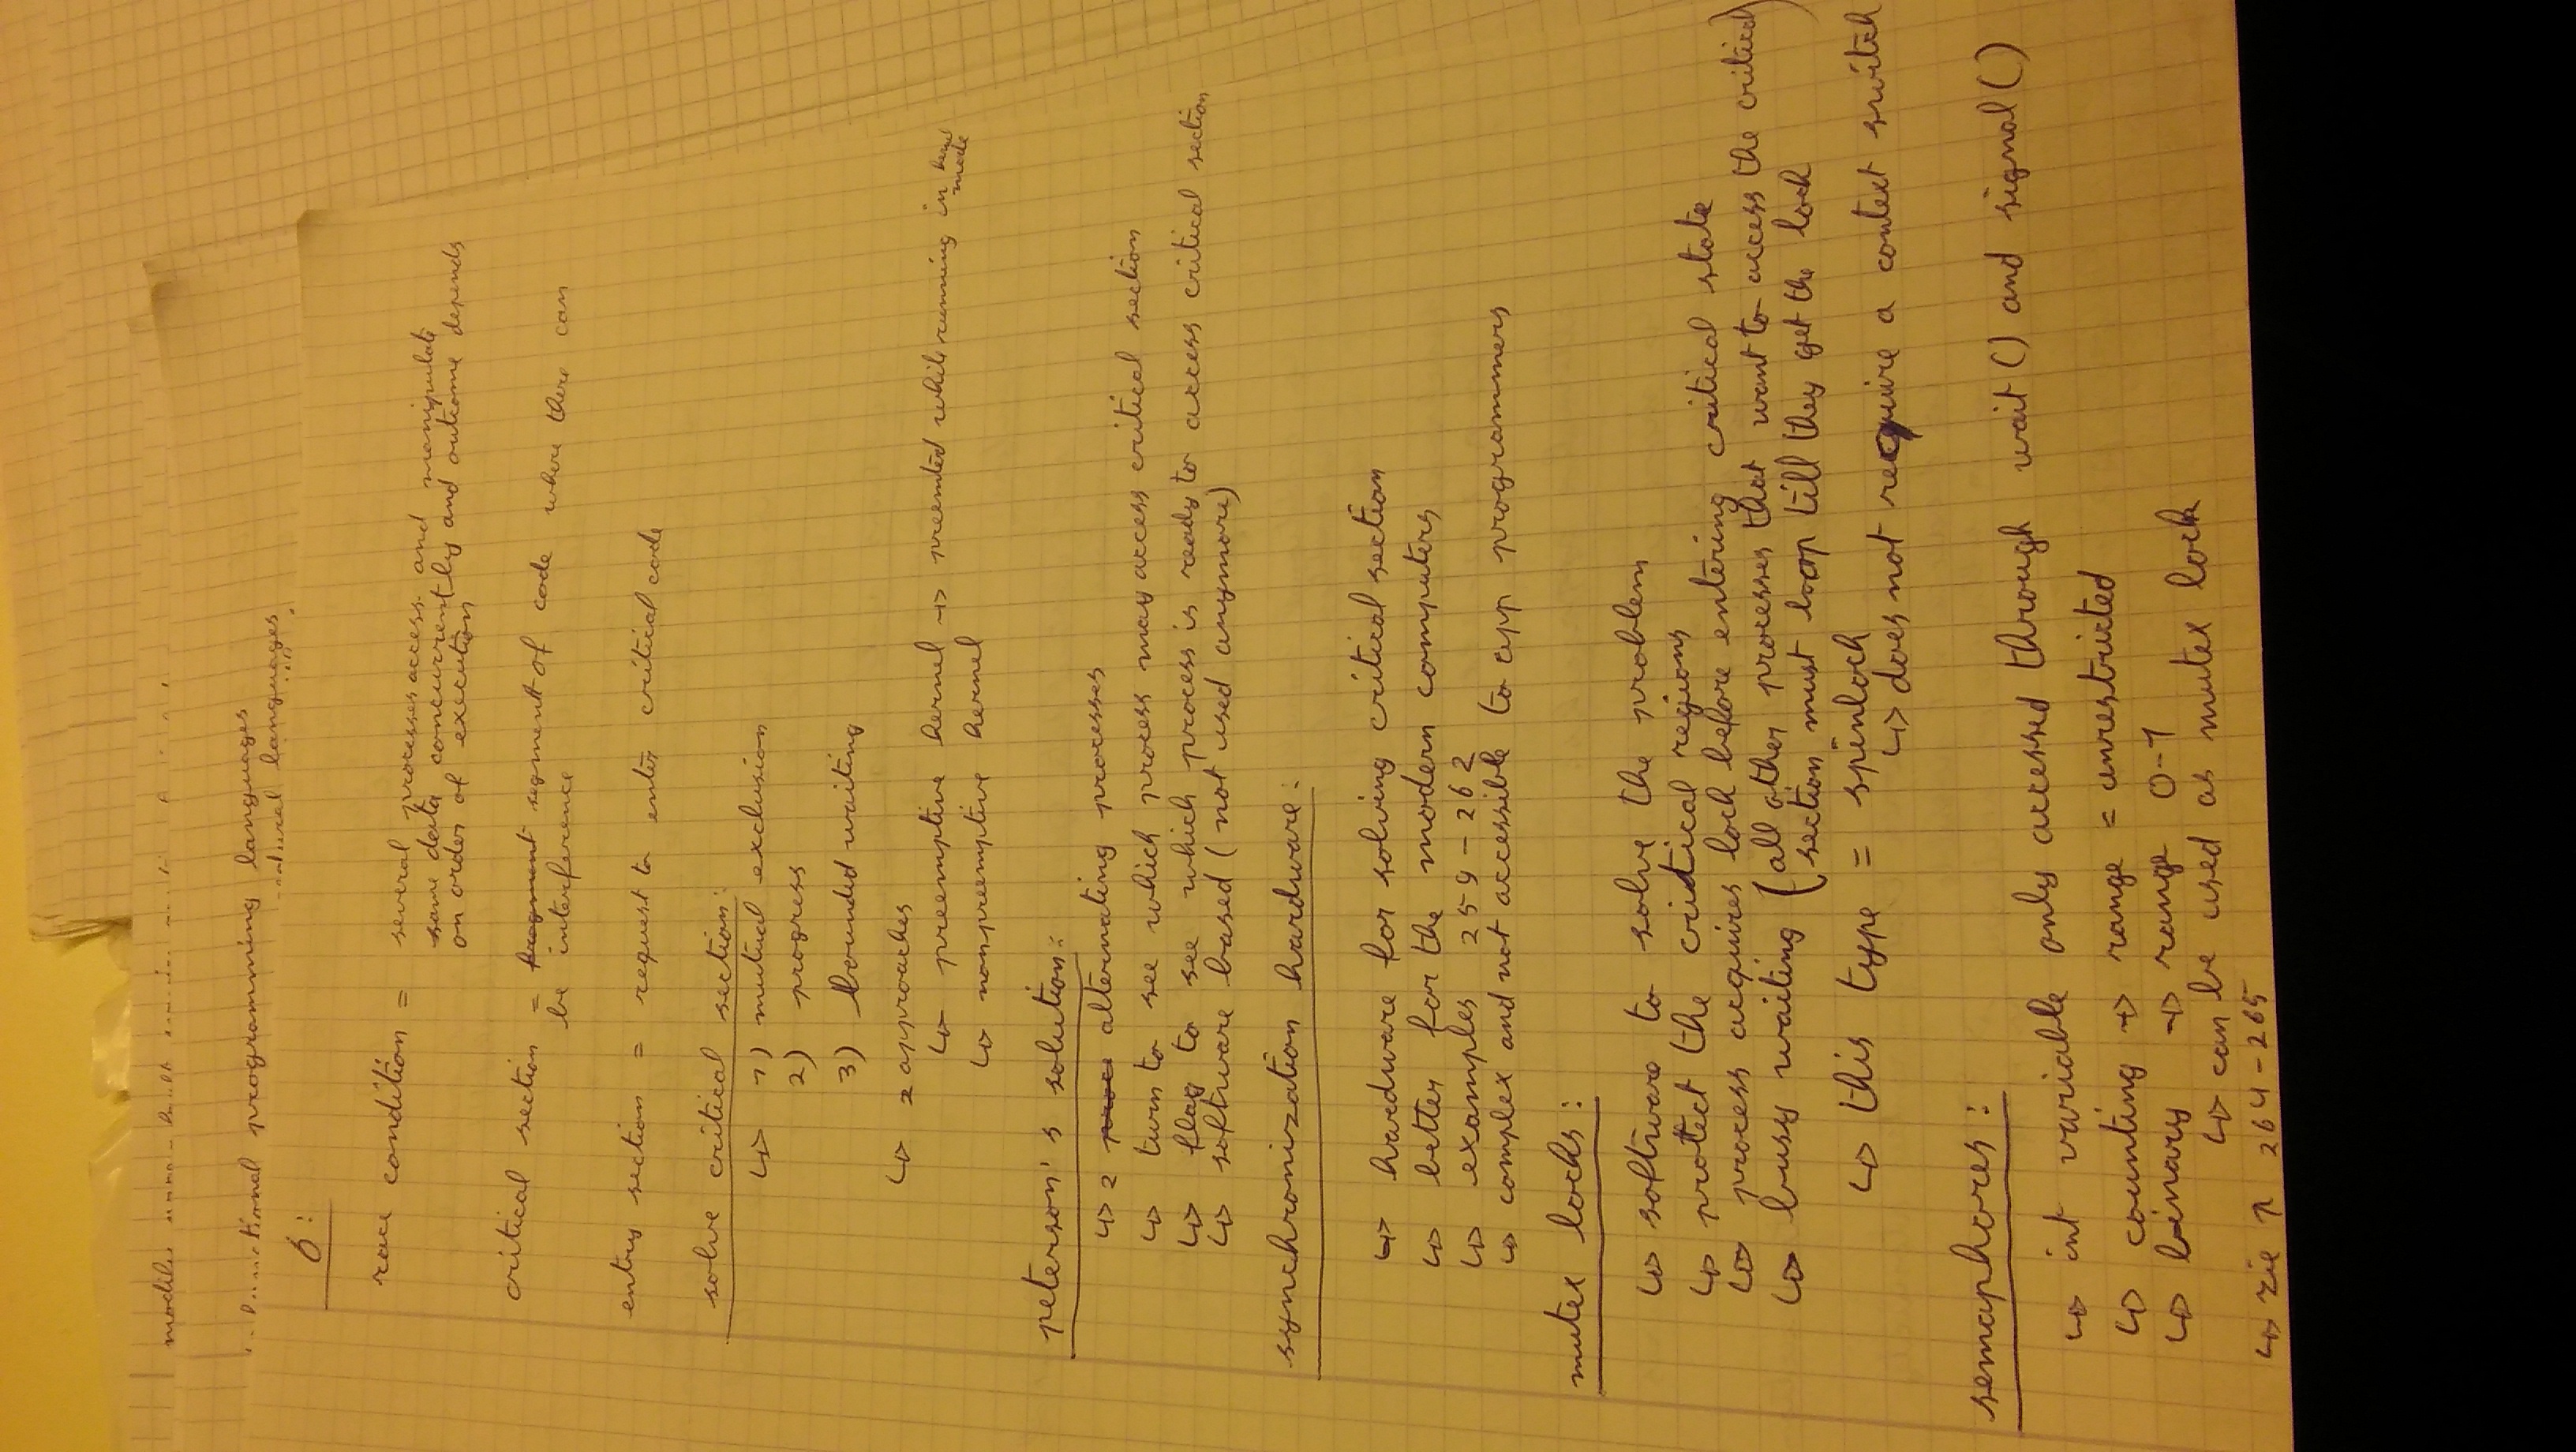 functional programming languages
languages
6:
race condition = several processes access and manipulate
same data concurrently and outcome depends
on order of execution
critical section = fragment segment of code where there can
be interference
entry section = request to enter critical code
solve critical section:
↳ 1) mutual exclusion
2) progress
3) bounded waiting
↳ 2 approaches
↳ preemptive kernel → preemted while running in kernel
mode
↳ nonpreemptive kernel
peterson's solution:
↳ 2 proce alternating processes
↳ turn to see which process may access critical section
↳ flag to see which process is ready to access critical section
↳ software based (not used anymore)
synchronization hardware:
↳ hardware for solving critical section
↳ better for the modern computers
↳ examples 259-262
↳ complex and not accessible to app programmers
mutex locks:
↳ software to solve the problem
↳ protect the critical regions
↳ process acquires lock before entering critical state
↳ busy waiting (all other processes that want to access the critical
section must loop till they get the lock)
↳ this type = spinlock
↳ does not require a context switch
semaphores:
↳ int variable only accessed through wait() and signal()
↳ counting → range = unrestricted
↳ binary → range 0-1
↳ can be used as mutex lock
↳ zie ↑ 264-265